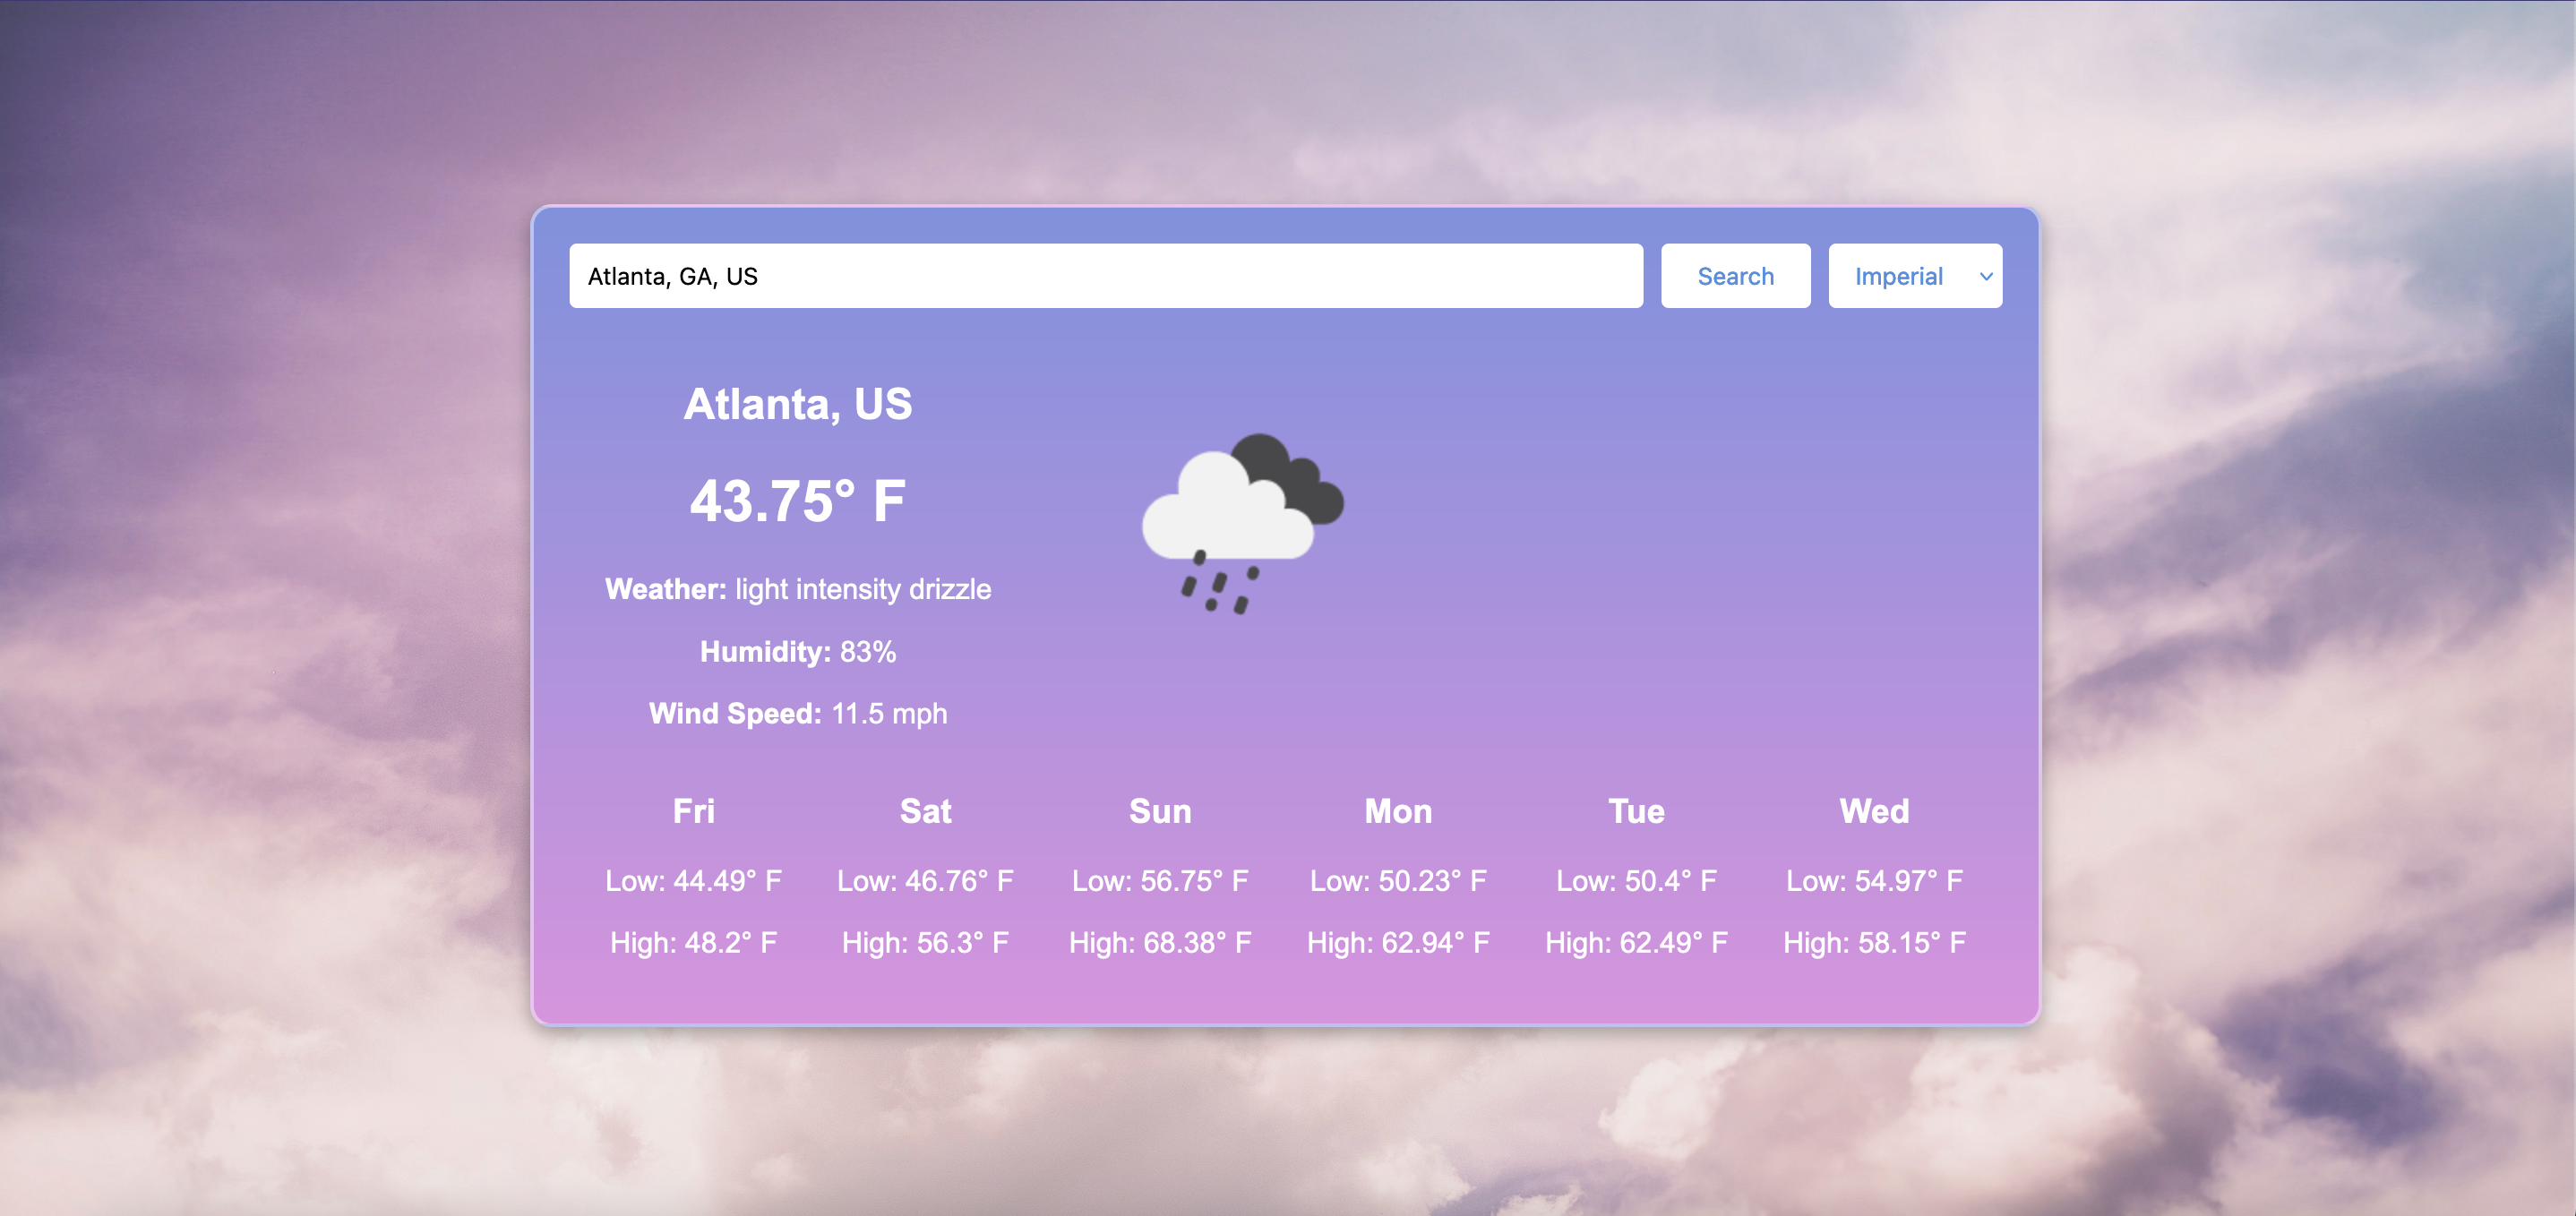 Atlanta, GA, US
Search
Imperial
Atlanta, US
43.75° F
Weather: light intensity drizzle
Humidity: 83%
Wind Speed: 11.5 mph
Fri Sat Sun Mon Tue Wed
Low: 44.49° F Low: 46.76° F Low: 56.75° F Low: 50.23° F Low: 50.4° F Low: 54.97° F
High: 48.2° F High: 56.3° F High: 68.38° F High: 62.94° F High: 62.49° F High: 58.15° F